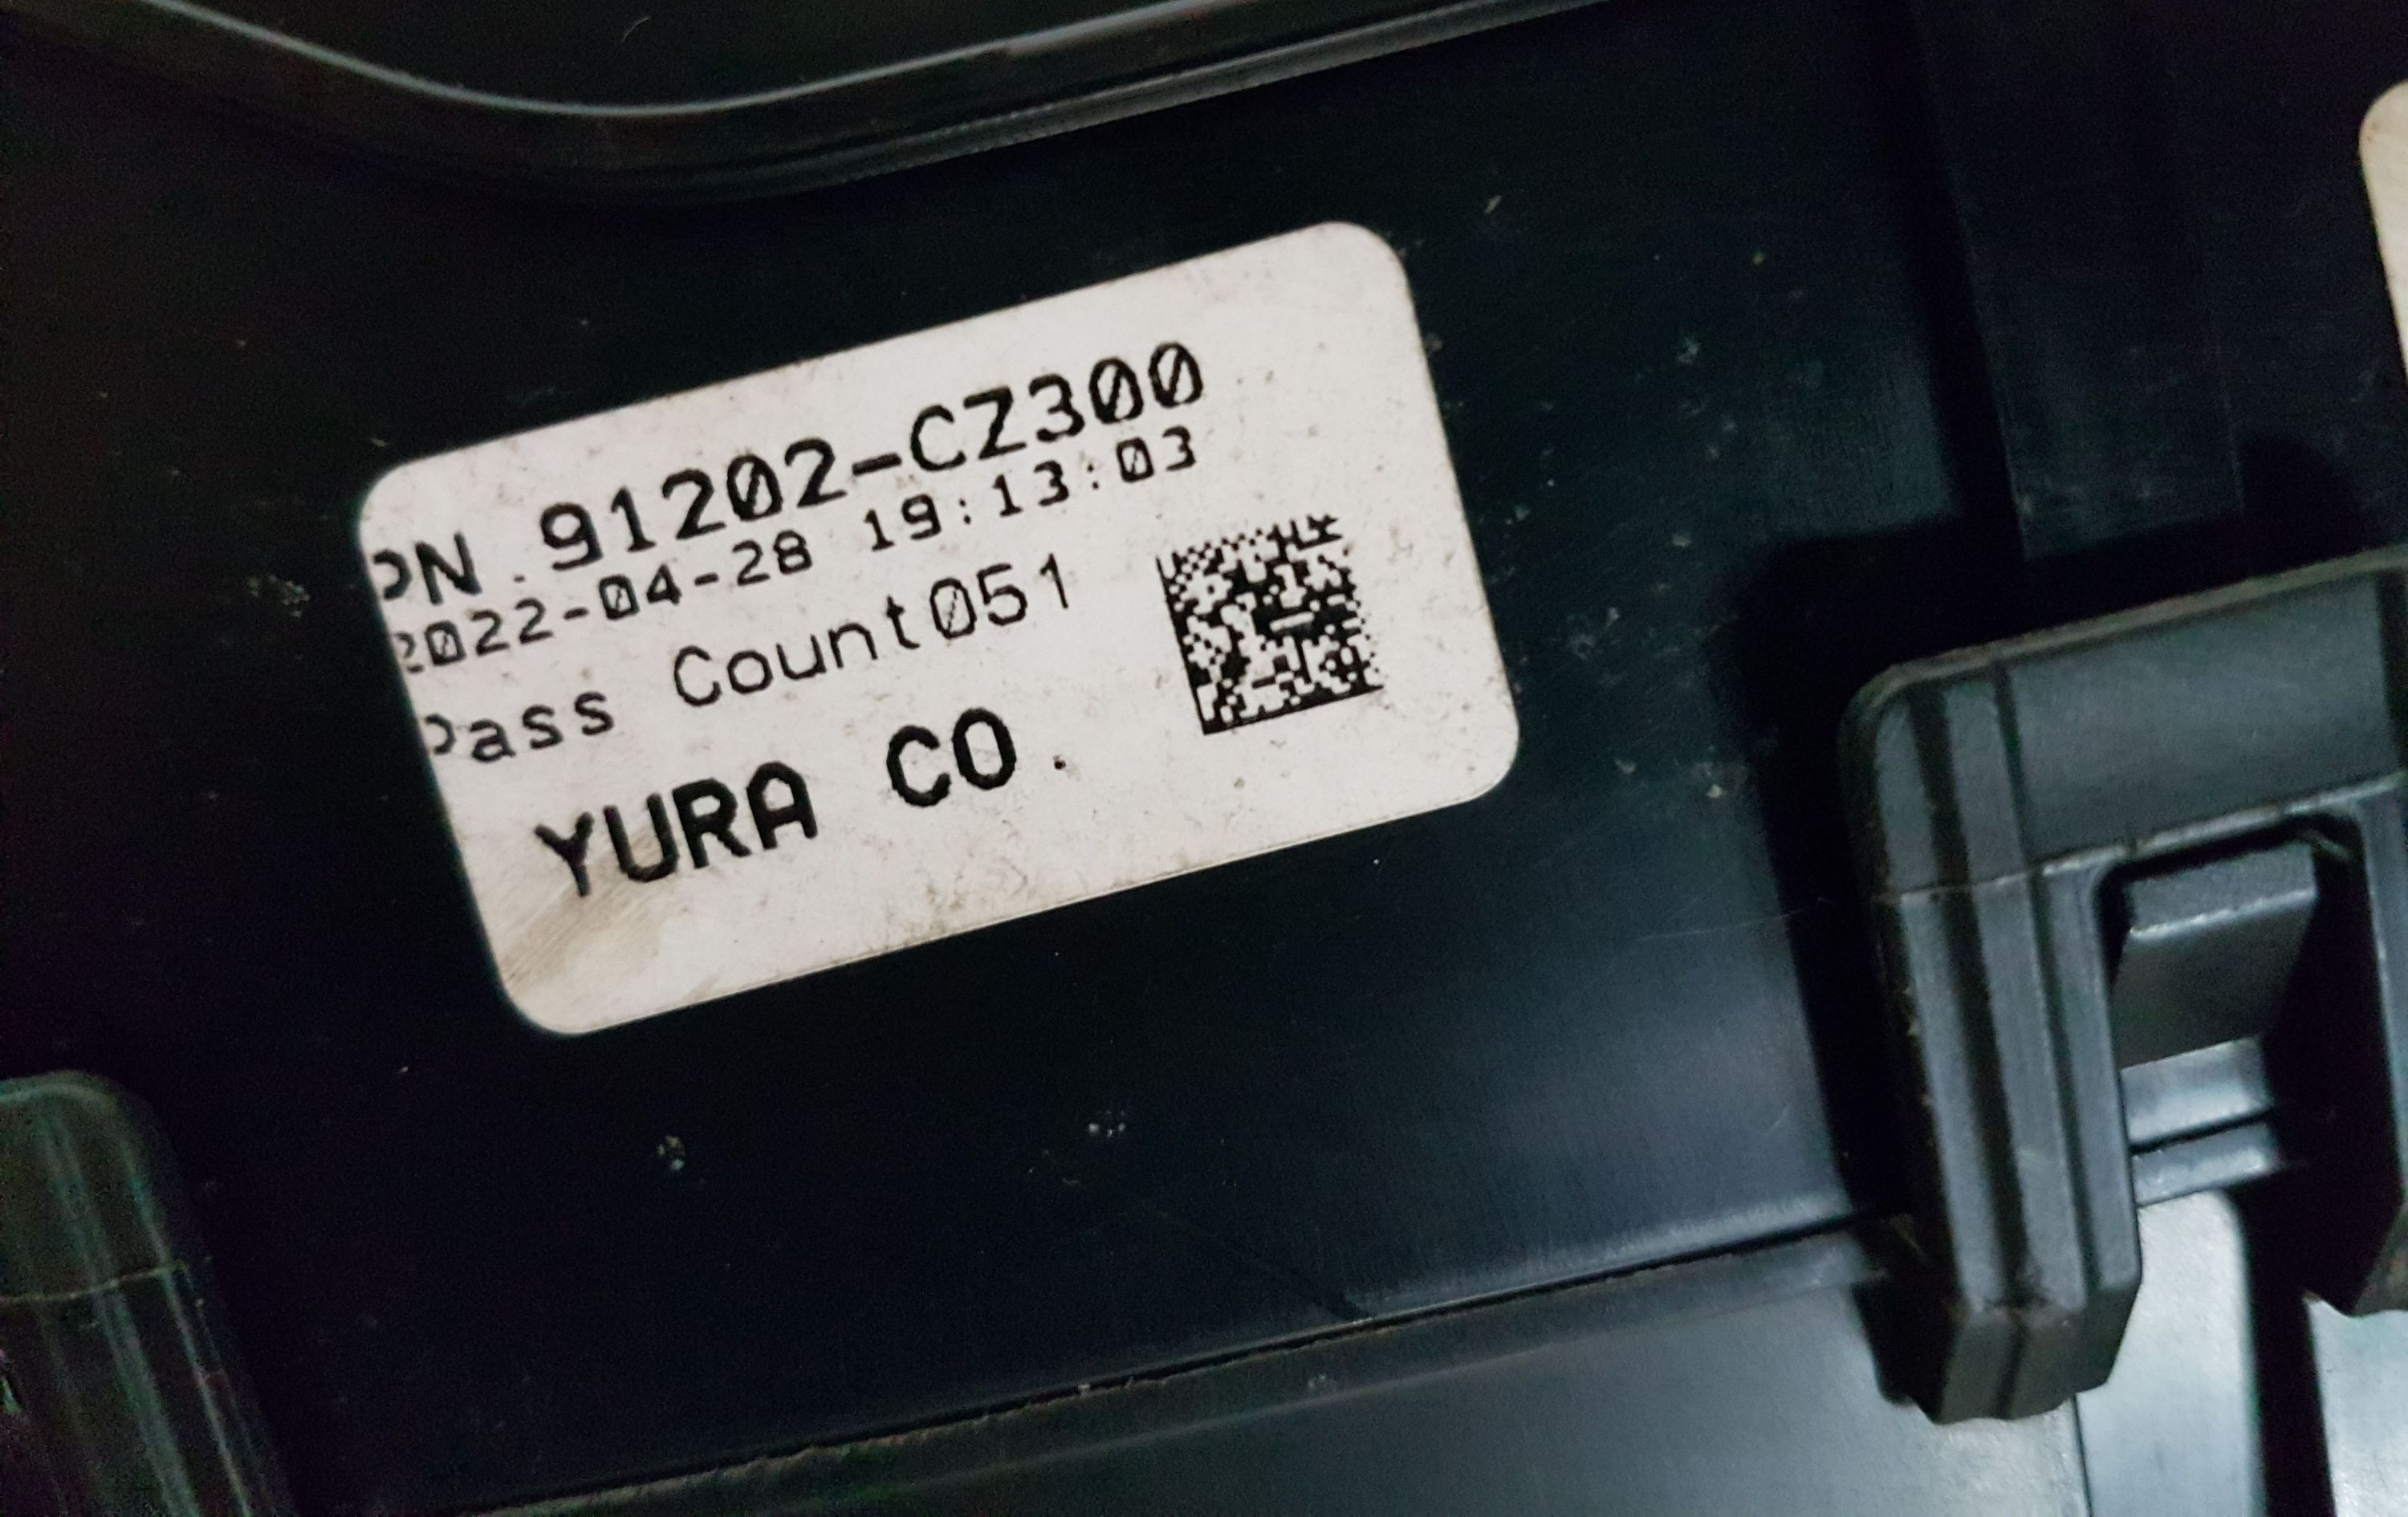 PN.91202-CZ300
2022-04-28 19:13:03
Pass Count051
YURA CO.